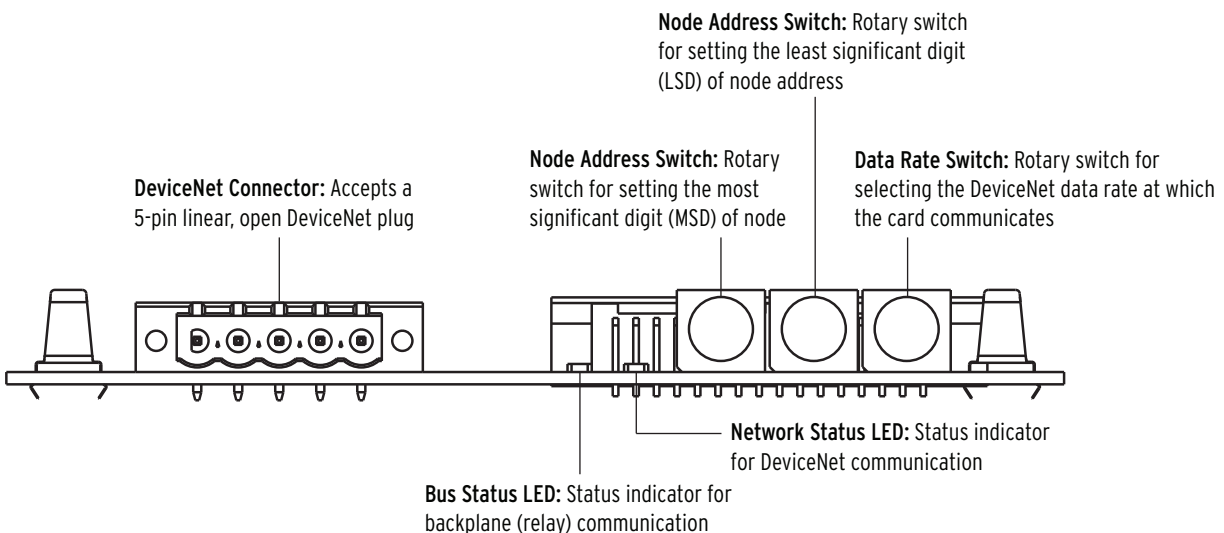 Node Address Switch: Rotary switch
for setting the least significant digit
(LSD) of node address
Node Address Switch: Rotary
switch for setting the most
significant digit (MSD) of node
Data Rate Switch: Rotary switch for
selecting the DeviceNet data rate at which
the card communicates
DeviceNet Connector: Accepts a
5-pin linear, open DeviceNet plug
Network Status LED: Status indicator
for DeviceNet communication
Bus Status LED: Status indicator for
backplane (relay) communication